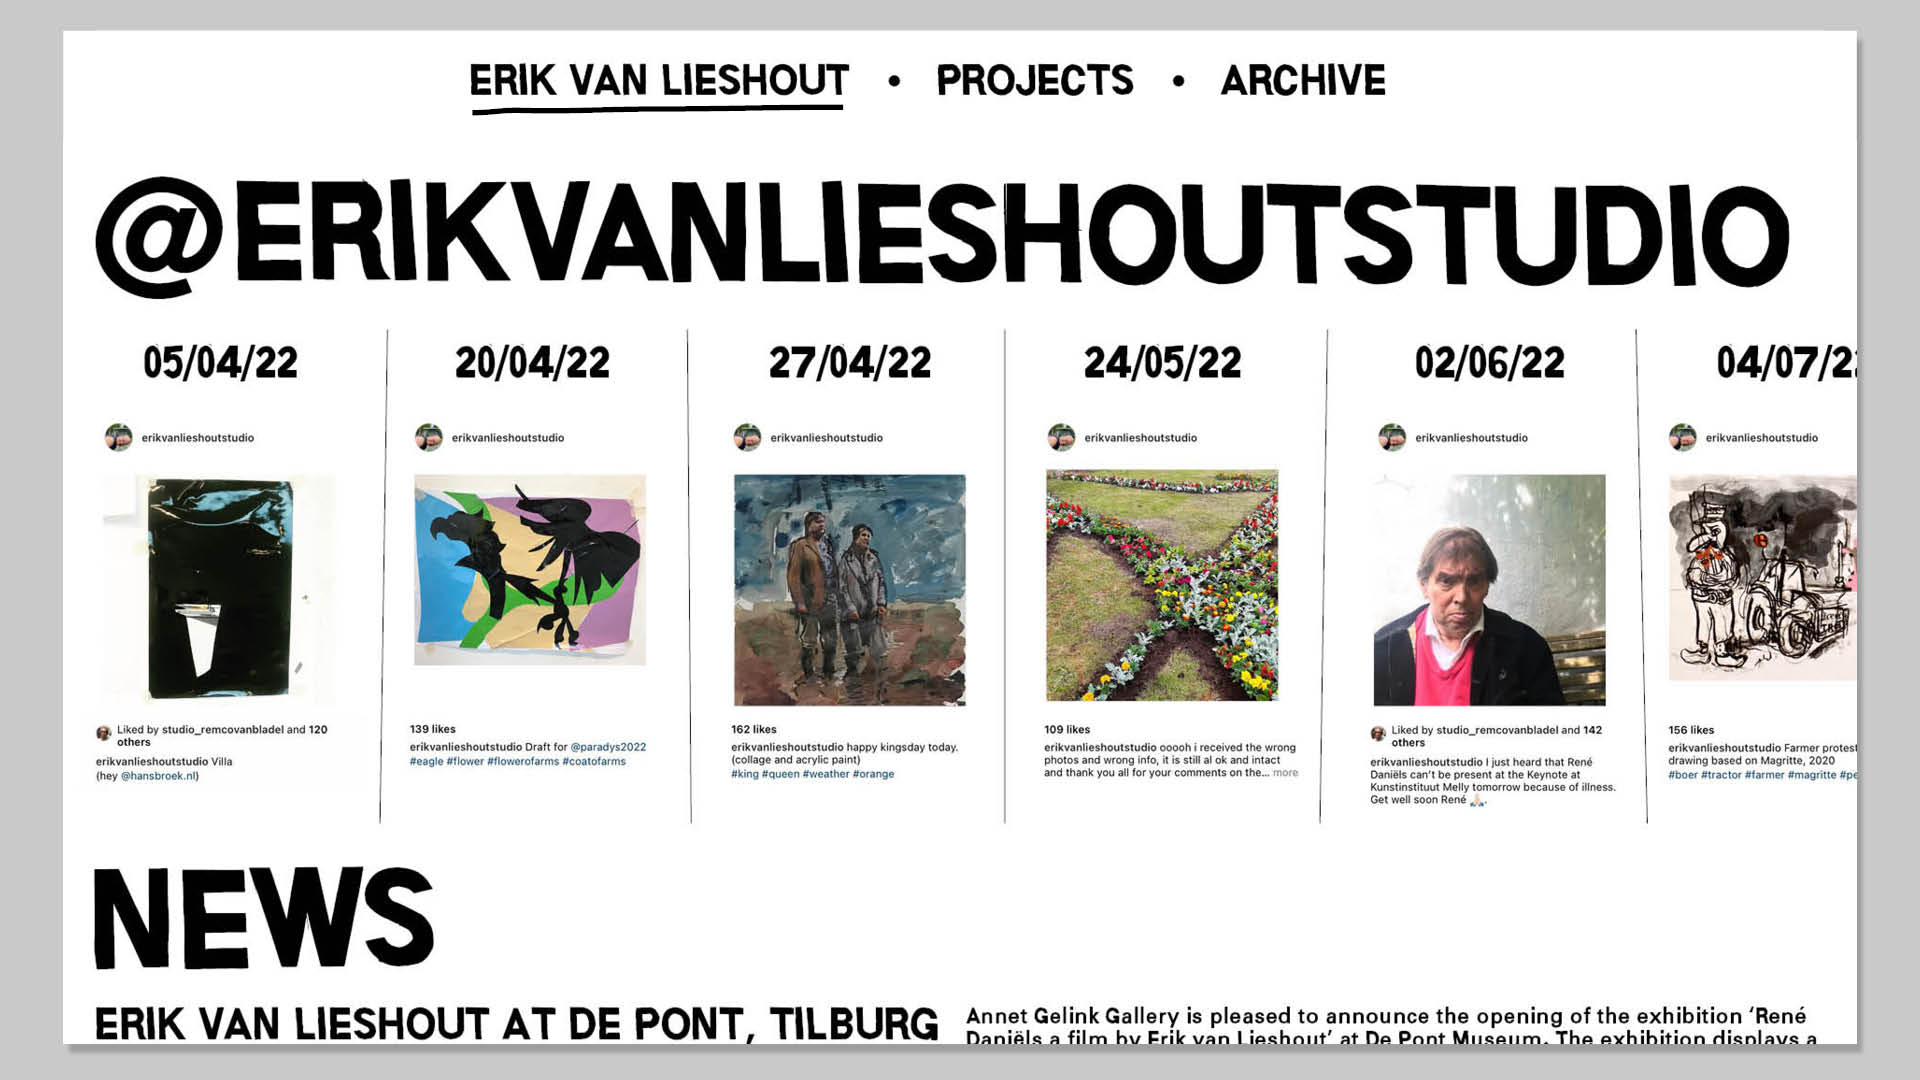 ERIK VAN LIESHOUT • PROJECTS • ARCHIVE
@ERIKVANLIESHOUTSTUDIO
05/04/22
erikvanlieshoutstudio
Liked by studio_remcovanbladel and 120
others
erikvanlieshoutstudio Villa
(hey @hansbroek.nl)
20/04/22
erikvanlieshoutstudio
139 likes
erikvanlieshoutstudio Draft for @paradys2022
#eagle #flower #flowerofarms #coatofarms
27/04/22
erikvanlieshoutstudio
162 likes
erikvanlieshoutstudio happy kingsday today.
(collage and acrylic paint)
#king #queen #weather #orange
24/05/22
erikvanlieshoutstudio
109 likes
erikvanlieshoutstudio ooooh i received the wrong
photos and wrong info, it is still al ok and intact
and thank you all for your comments on the... more
02/06/22
erikvanlieshoutstudio
Liked by studio_remcovanbladel and 142
others
erikvanlieshoutstudio I just heard that René
Daniëls can't be present at the Keynote at
Kunstinstituut Melly tomorrow because of illness.
Get well soon René 🙏🏻.
04/07/22
erikvanlieshoutstudio
156 likes
erikvanlieshoutstudio Farmer protest
drawing based on Magritte, 2020
#boer #tractor #farmer #magritte #pe
NEWS
ERIK VAN LIESHOUT AT DE PONT, TILBURG
Annet Gelink Gallery is pleased to announce the opening of the exhibition 'René
Daniëls a film by Erik van Lieshout' at De Pont Museum. The exhibition displays a